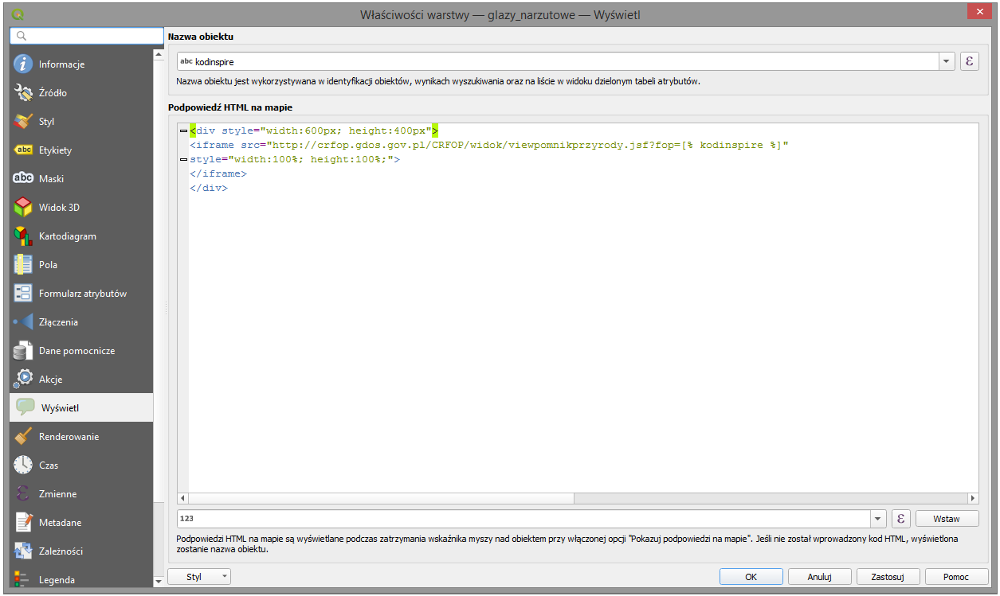 Właściwości warstwy — glazy_narzutowe — Wyświetl
Informacje
Źródło
Styl
abc Etykiety
abc Maski
Widok 3D
Kartodiagram
Pola
Formularz atrybutów
Złączenia
Dane pomocnicze
Akcje
Wyświetl
Renderowanie
Czas
Zmienne
Metadane
Zależności
Legenda
Nazwa obiektu
abc kodinspire
ε
Nazwa obiektu jest wykorzystywana w identyfikacji obiektów, wynikach wyszukiwania oraz na liście w widoku dzielonym tabeli atrybutów.
Podpowiedź HTML na mapie
<div style="width:600px; height:400px">
<iframe src="http://crfop.gdos.gov.pl/CRFOP/widok/viewpomnikprzyrody.jsf?fop=[% kodinspire %]"
style="width:100%; height:100%;">
</iframe>
</div>
123
ε
Wstaw
Podpowiedzi HTML na mapie są wyświetlane podczas zatrzymania wskaźnika myszy nad obiektem przy włączonej opcji "Pokazuj podpowiedzi na mapie". Jeśli nie został wprowadzony kod HTML, wyświetlona
zostanie nazwa obiektu.
Styl
OK
Anuluj
Zastosuj
Pomoc